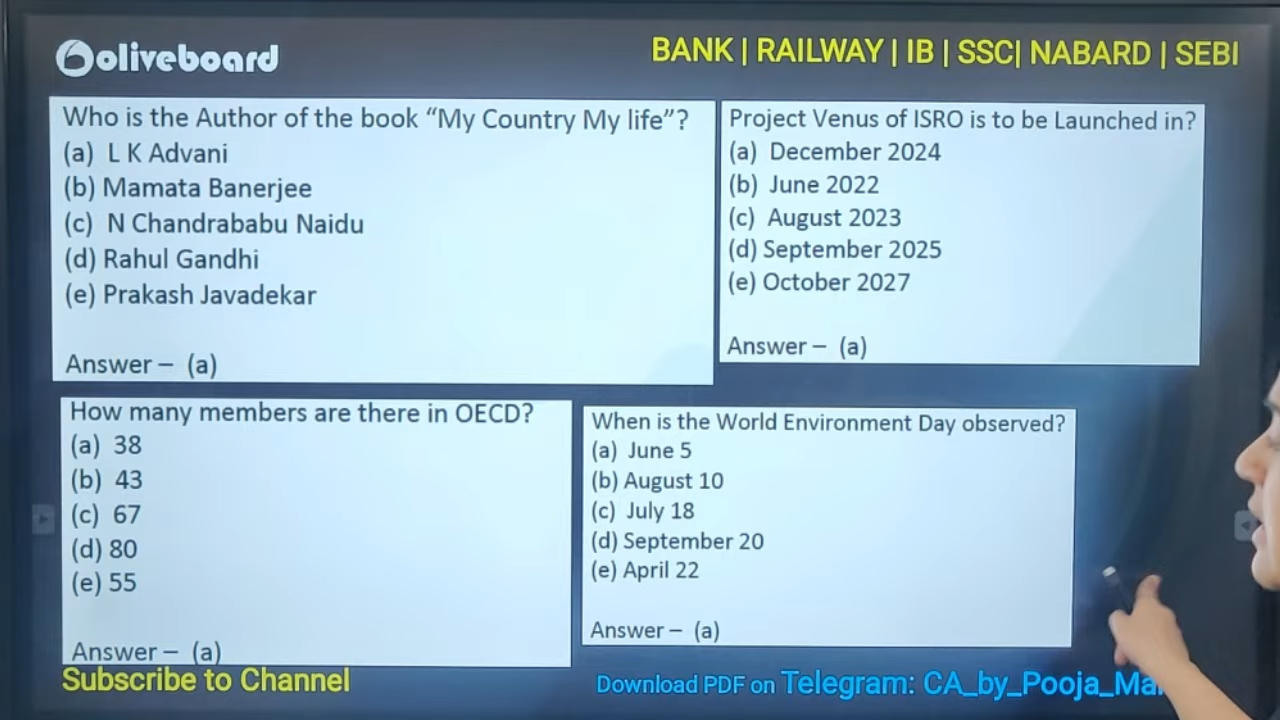 oliveboard
BANK | RAILWAY | IB | SSC| NABARD | SEBI
Who is the Author of the book “My Country My life”?
(a) L K Advani
(b) Mamata Banerjee
(c) N Chandrababu Naidu
(d) Rahul Gandhi
(e) Prakash Javadekar
Answer – (a)
Project Venus of ISRO is to be Launched in?
(a) December 2024
(b) June 2022
(c) August 2023
(d) September 2025
(e) October 2027
Answer – (a)
How many members are there in OECD?
(a) 38
(b) 43
(c) 67
(d) 80
(e) 55
Answer – (a)
When is the World Environment Day observed?
(a) June 5
(b) August 10
(c) July 18
(d) September 20
(e) April 22
Answer – (a)
Subscribe to Channel
Download PDF on Telegram: CA_by_Pooja_Ma